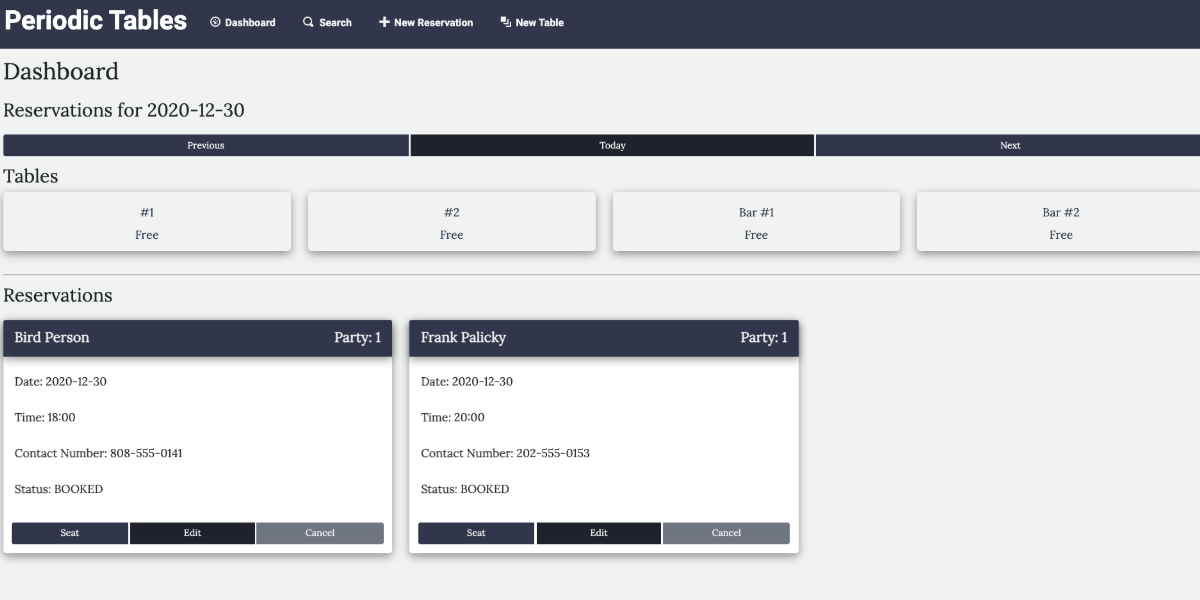 Periodic Tables Dashboard Search New Reservation New Table
Dashboard
Reservations for 2020-12-30
Previous Today Next
Tables
#1 #2 Bar #1 Bar #2
Free Free Free Free
Reservations
Bird Person Party: 1
Date: 2020-12-30
Time: 18:00
Contact Number: 808-555-0141
Status: BOOKED
Seat Edit Cancel
Frank Palicky Party: 1
Date: 2020-12-30
Time: 20:00
Contact Number: 202-555-0153
Status: BOOKED
Seat Edit Cancel